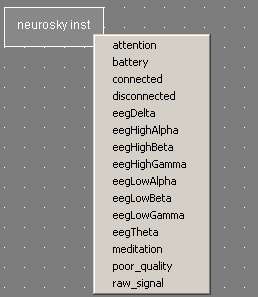 neurosky inst
attention
battery
connected
disconnected
eegDelta
eegHighAlpha
eegHighBeta
eegHighGamma
eegLowAlpha
eegLowBeta
eegLowGamma
eegTheta
meditation
poor_quality
raw_signal